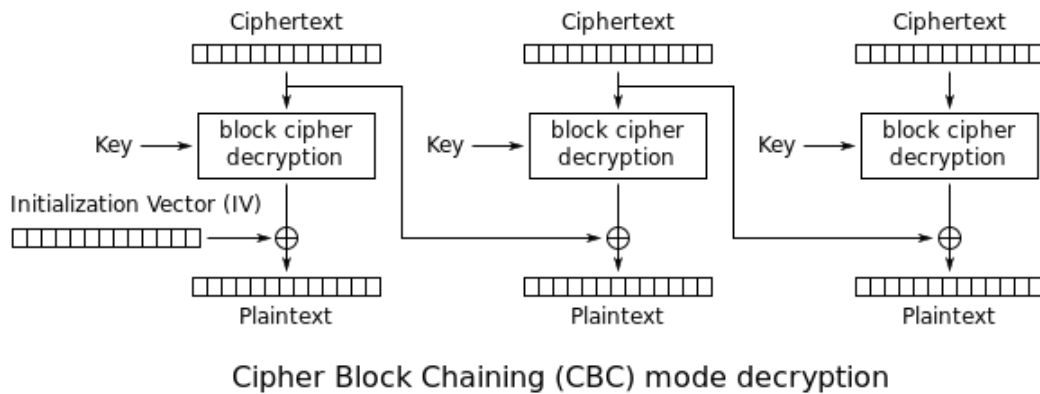 Ciphertext Ciphertext Ciphertext
Key block cipher decryption Key block cipher decryption Key block cipher decryption
Initialization Vector (IV)
Plaintext Plaintext Plaintext
Cipher Block Chaining (CBC) mode decryption